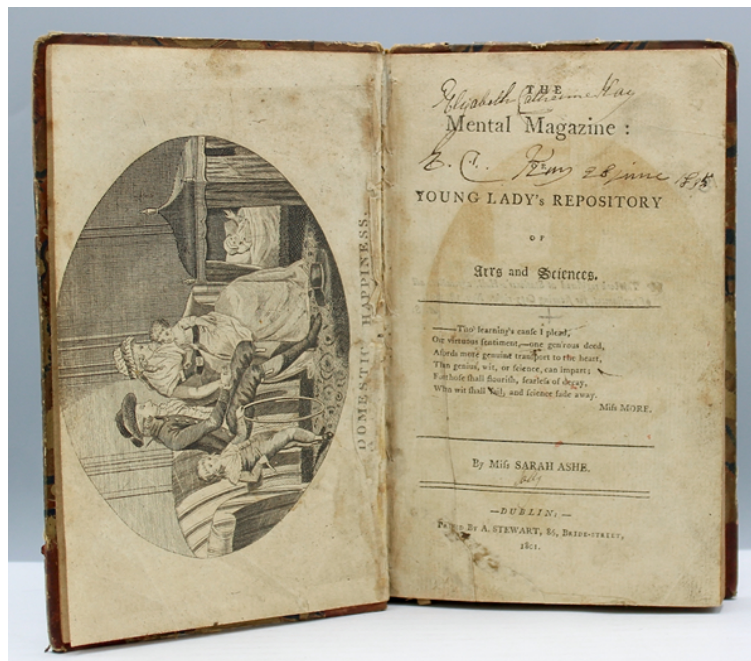 DOMESTIC HAPPINESS.
THE
Elizabeth Catherine Hay
Mental Magazine :
OR
E. C. 28 June
YOUNG LADY's REPOSITORY
OF
Arts and Sciences.
——Tho' learning's cause I plead,
One virtuous sentiment,—one gen'rous deed,
Affords more genuine transport to the heart,
Than genius, wit, or science, can impart;
For those shall flourish, fearless of decay,
When wit shall fail, and science fade away.
Miss MORE.
By Miss SARAH ASHE.
—DUBLIN,—
By A. STEWART, 86, BRIDE-STREET,
1801.